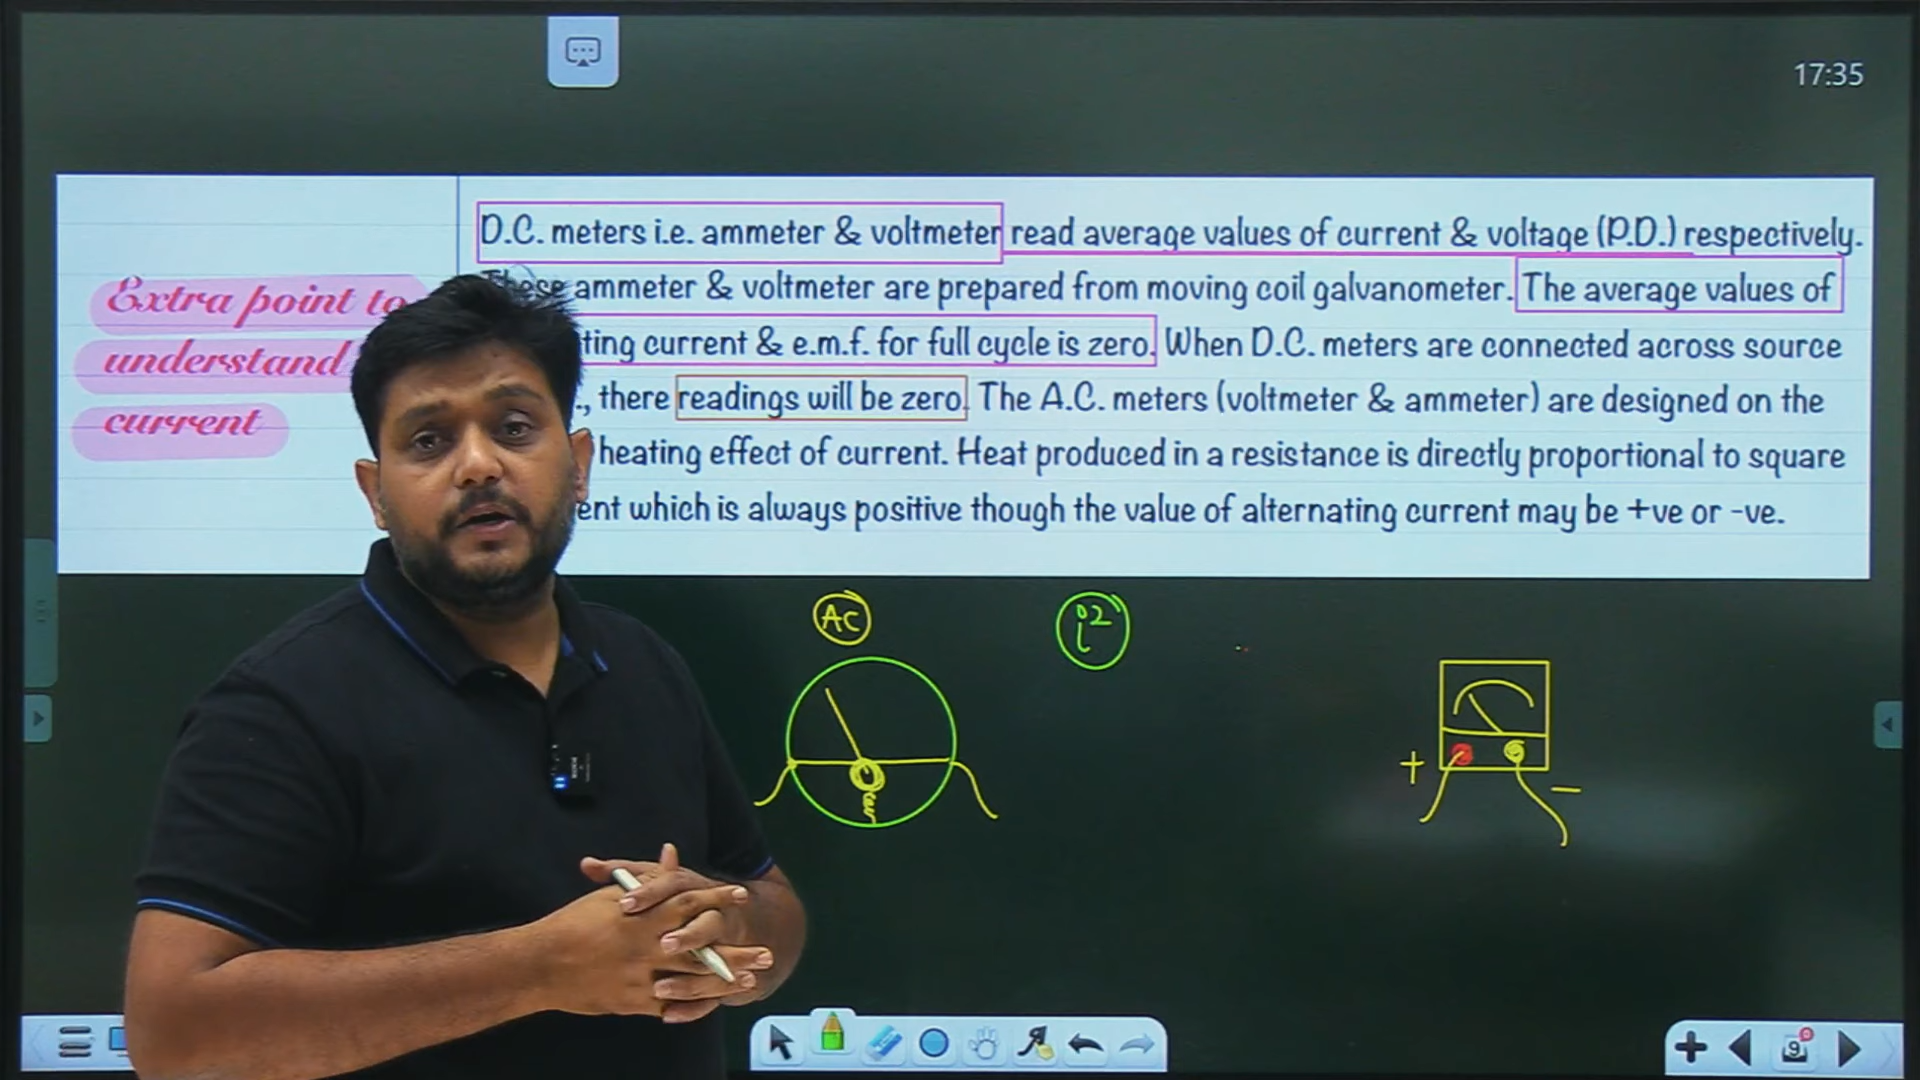 17:35
D.C. meters i.e. ammeter & voltmeter read average values of current & voltage (P.D.) respectively.
These ammeter & voltmeter are prepared from moving coil galvanometer. The average values of
ting current & e.m.f. for full cycle is zero. When D.C. meters are connected across source
., there readings will be zero. The A.C. meters (voltmeter & ammeter) are designed on the
heating effect of current. Heat produced in a resistance is directly proportional to square
ent which is always positive though the value of alternating current may be +ve or -ve.
Extra point to
understand
current
AC
i²
+
−
9